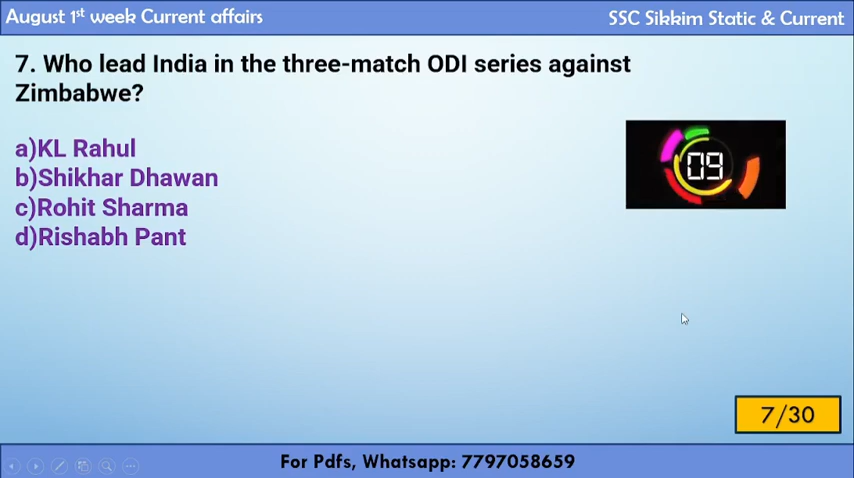 August 1st week Current affairs
SSC Sikkim Static & Current
7. Who lead India in the three-match ODI series against
Zimbabwe?
a)KL Rahul
b)Shikhar Dhawan
c)Rohit Sharma
d)Rishabh Pant
09
7/30
For Pdfs, Whatsapp: 7797058659